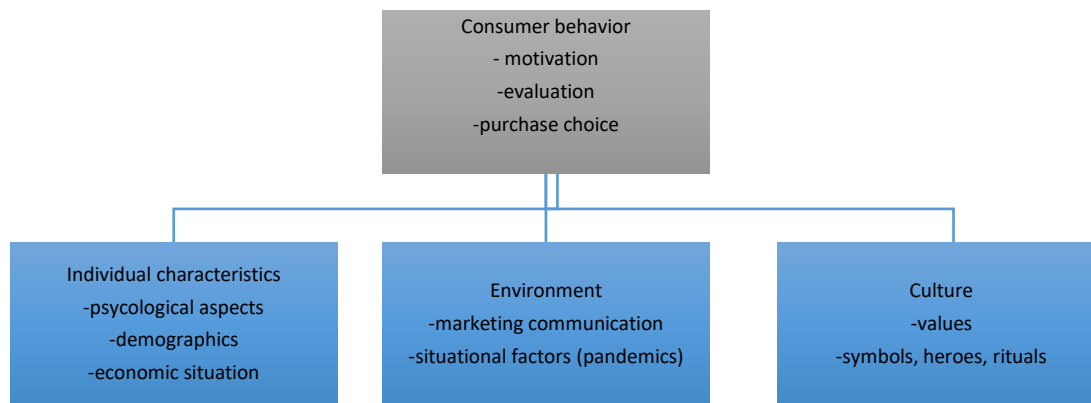 Consumer behavior
- motivation
-evaluation
-purchase choice
Individual characteristics
-psycological aspects
-demographics
-economic situation
Environment
-marketing communication
-situational factors (pandemics)
Culture
-values
-symbols, heroes, rituals